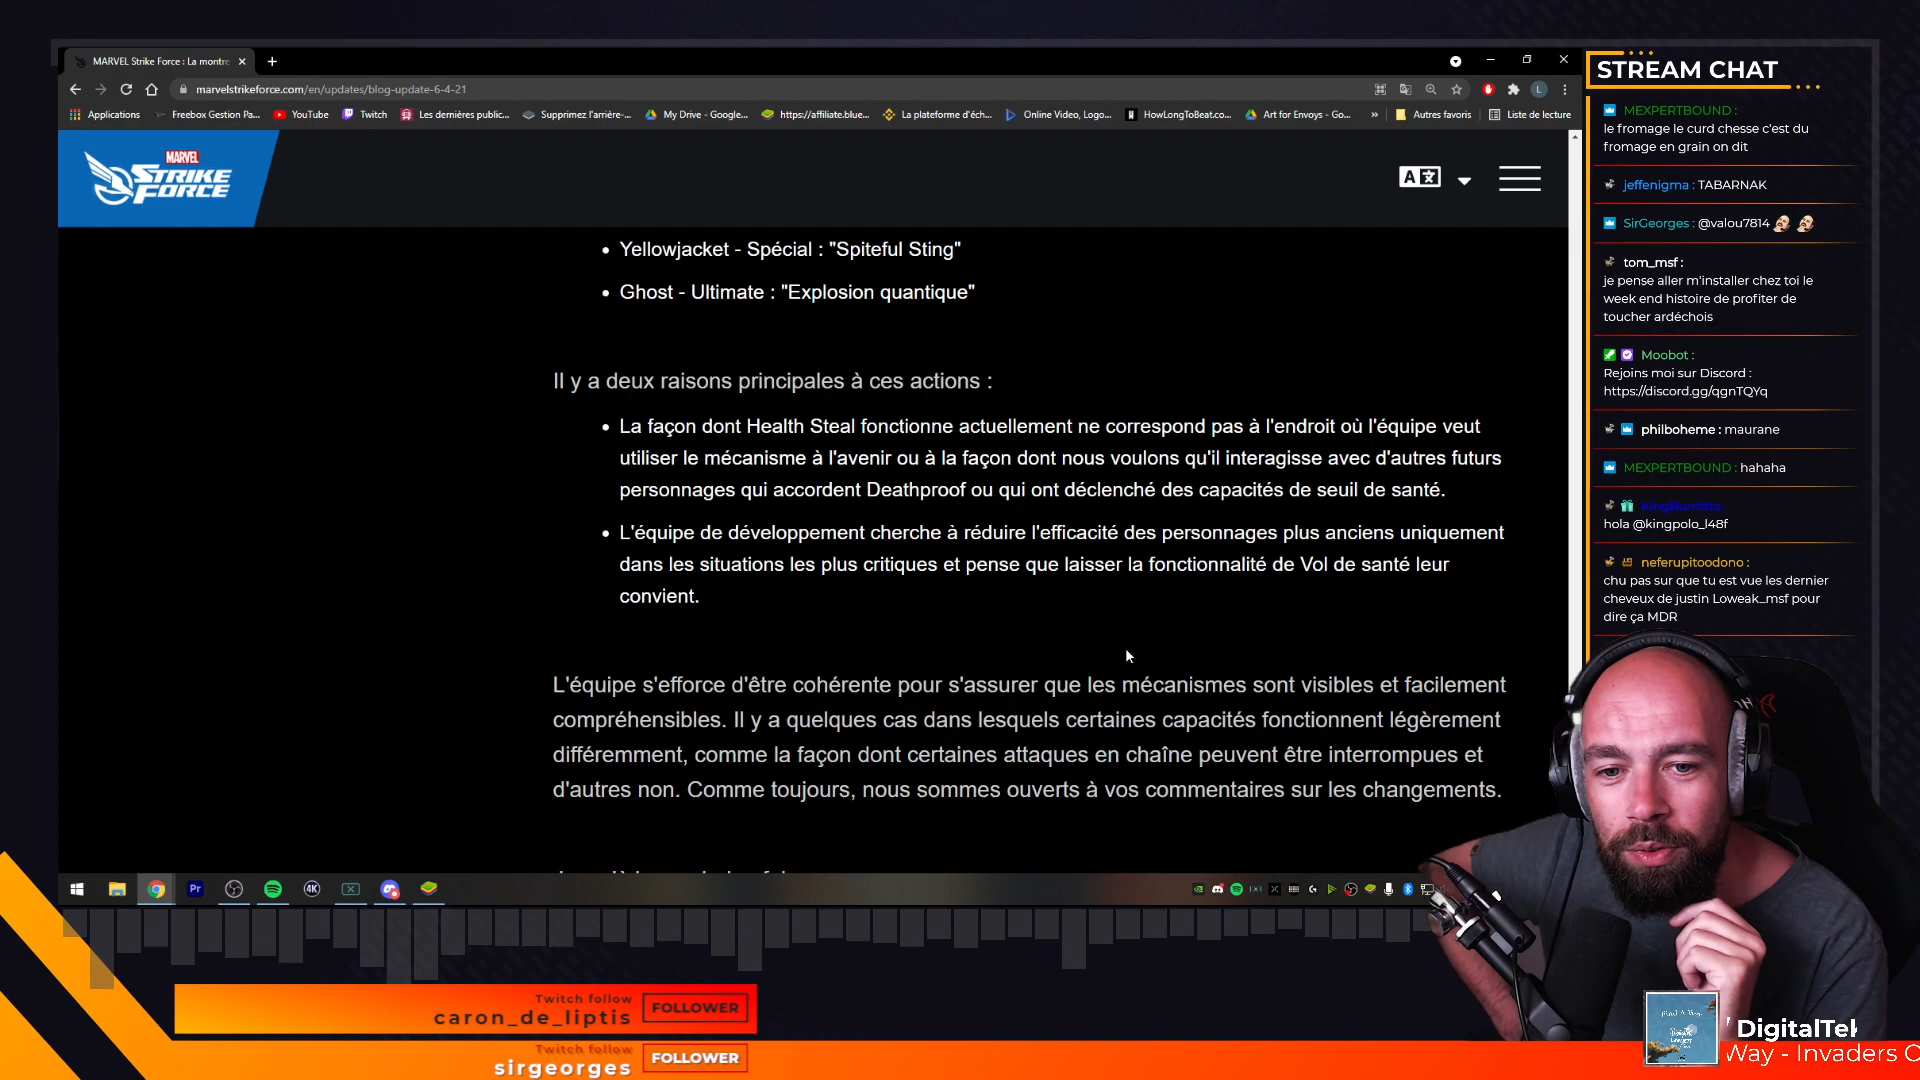 MARVEL Strike Force : La montre
marvelstrikeforce.com/en/updates/blog-update-6-4-21
Applications
Freebox Gestion Pa...
YouTube
Twitch
Les dernières public...
Supprimez l'arrière-...
My Drive - Google...
https://affiliate.blue...
La plateforme d'éch...
Online Video, Logo...
HowLongToBeat.co...
Art for Envoys - Go...
Autres favoris
Liste de lecture
MARVEL
STRIKE
FORCE
Yellowjacket - Spécial : "Spiteful Sting"
Ghost - Ultimate : "Explosion quantique"
Il y a deux raisons principales à ces actions :
La façon dont Health Steal fonctionne actuellement ne correspond pas à l'endroit où l'équipe veut
utiliser le mécanisme à l'avenir ou à la façon dont nous voulons qu'il interagisse avec d'autres futurs
personnages qui accordent Deathproof ou qui ont déclenché des capacités de seuil de santé.
L'équipe de développement cherche à réduire l'efficacité des personnages plus anciens uniquement
dans les situations les plus critiques et pense que laisser la fonctionnalité de Vol de santé leur
convient.
L'équipe s'efforce d'être cohérente pour s'assurer que les mécanismes sont visibles et facilement
compréhensibles. Il y a quelques cas dans lesquels certaines capacités fonctionnent légèrement
différemment, comme la façon dont certaines attaques en chaîne peuvent être interrompues et
d'autres non. Comme toujours, nous sommes ouverts à vos commentaires sur les changements.
STREAM CHAT
MEXPERTBOUND :
le fromage le curd chesse c'est du
fromage en grain on dit
jeffenigma : TABARNAK
SirGeorges : @valou7814
tom_msf :
je pense aller m'installer chez toi le
week end histoire de profiter de
toucher ardéchois
Moobot :
Rejoins moi sur Discord :
https://discord.gg/qgnTQYq
philboheme : maurane
MEXPERTBOUND : hahaha
KingBurritito :
hola @kingpolo_l48f
neferupitoodono :
chu pas sur que tu est vue les dernier
cheveux de justin Loweak_msf pour
dire ça MDR
Twitch follow
caron_de_liptis
FOLLOWER
Twitch follow
sirgeorges
FOLLOWER
DigitalTek
Way - Invaders